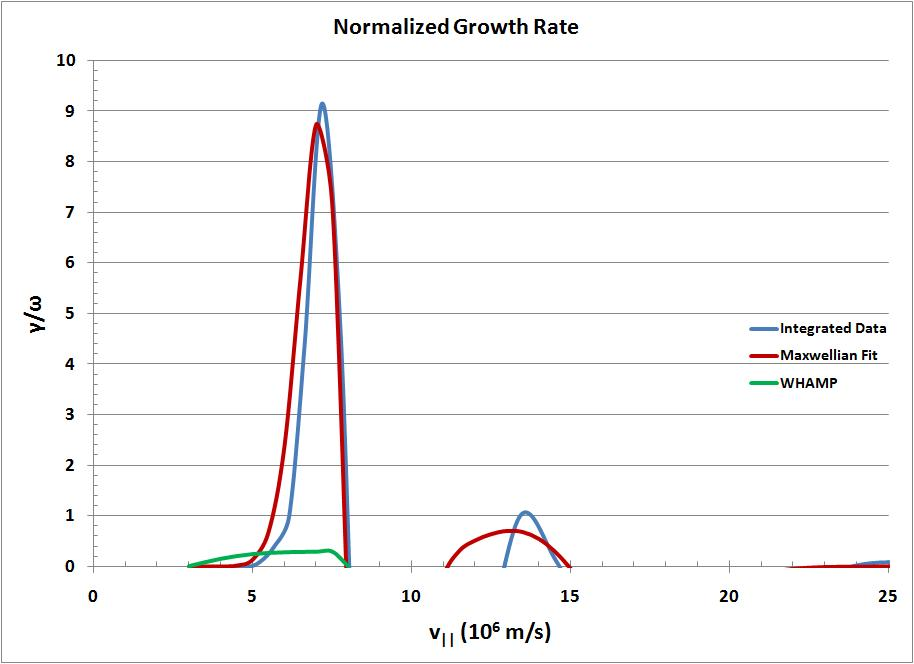 Normalized Growth Rate
10
9
8
7
6
5
4
3
2
1
0
γ/ω
Integrated Data
Maxwellian Fit
WHAMP
0 5 10 15 20 25
v|| (10⁶ m/s)